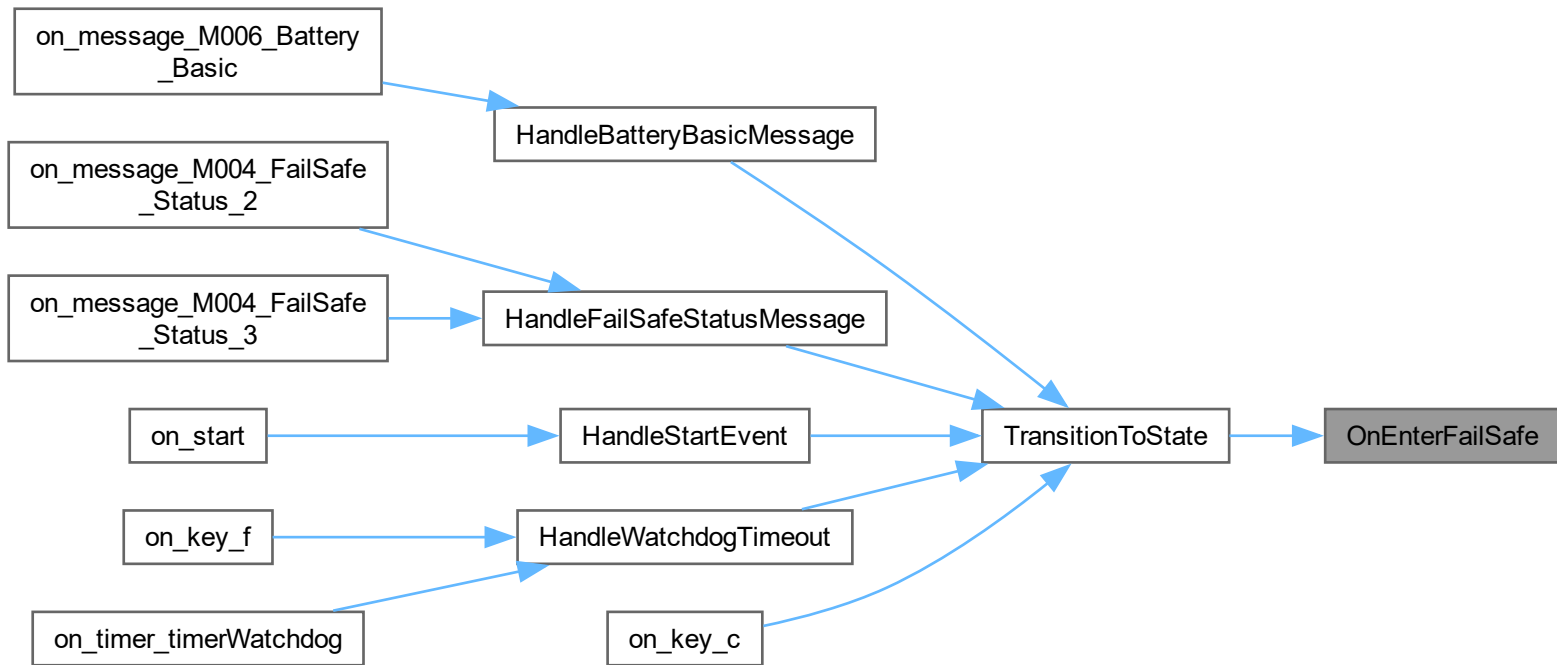 on_message_M006_Battery
_Basic
HandleBatteryBasicMessage
on_message_M004_FailSafe
_Status_2
on_message_M004_FailSafe
_Status_3
HandleFailSafeStatusMessage
on_start
HandleStartEvent
TransitionToState
OnEnterFailSafe
on_key_f
HandleWatchdogTimeout
on_timer_timerWatchdog
on_key_c